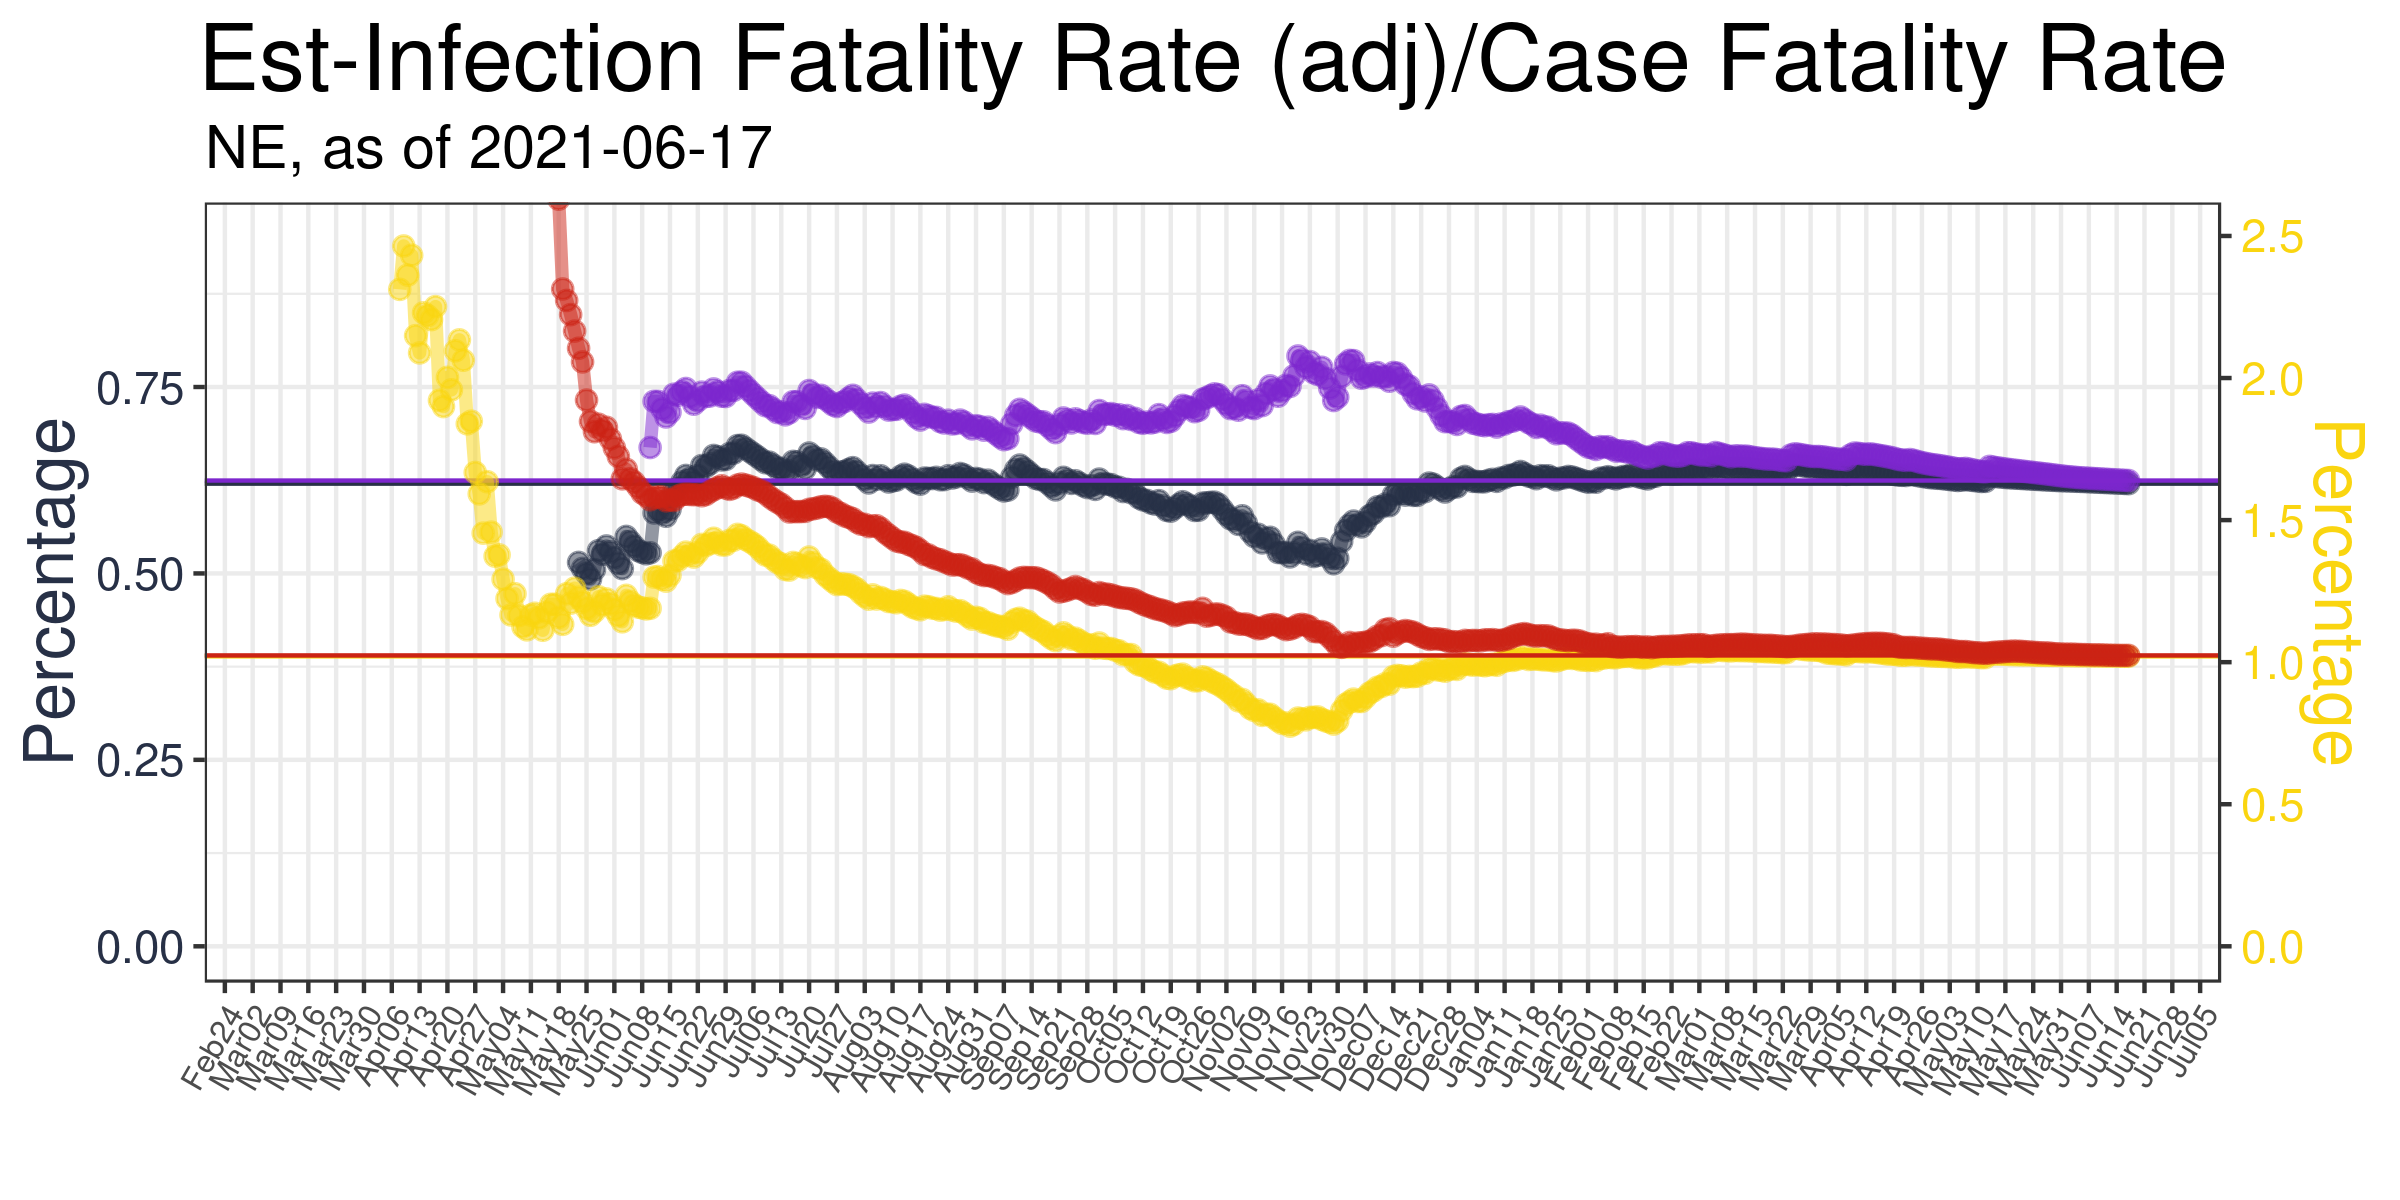 Est-Infection Fatality Rate (adj)/Case Fatality Rate
NE, as of 2021-06-17
Percentage
0.75
0.50
0.25
0.00
2.5
2.0
1.5
1.0
0.5
0.0
Percentage
Feb24 Mar02 Mar09 Mar16 Mar23 Mar30 Apr06 Apr13 Apr20 Apr27 May04 May11 May18 May25 Jun01 Jun08 Jun15 Jun22 Jun29 Jul06 Jul13 Jul20 Jul27 Aug03 Aug10 Aug17 Aug24 Aug31 Sep07 Sep14 Sep21 Sep28 Oct05 Oct12 Oct19 Oct26 Nov02 Nov09 Nov16 Nov23 Nov30 Dec07 Dec14 Dec21 Dec28 Jan04 Jan11 Jan18 Jan25 Feb01 Feb08 Feb15 Feb22 Mar01 Mar08 Mar15 Mar22 Mar29 Apr05 Apr12 Apr19 Apr26 May03 May10 May17 May24 May31 Jun07 Jun14 Jun21 Jun28 Jul05